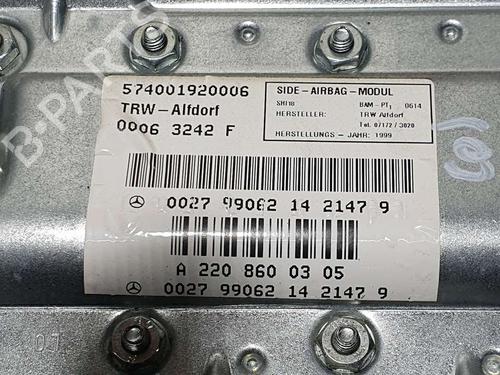 B-PARTS
574001920006
TRW-Alfdorf
0006 3242 F
SIDE-AIRBAG-MODUL
SHI18 BAM-PT1 0614
HERSTELLER: TRW Alfdorf
Tel. 07172 / 3020
HERSTELLUNGS - JAHR: 1999
0027 99062 14 2147 9
A 220 860 03 05
0027 99062 14 2147 9